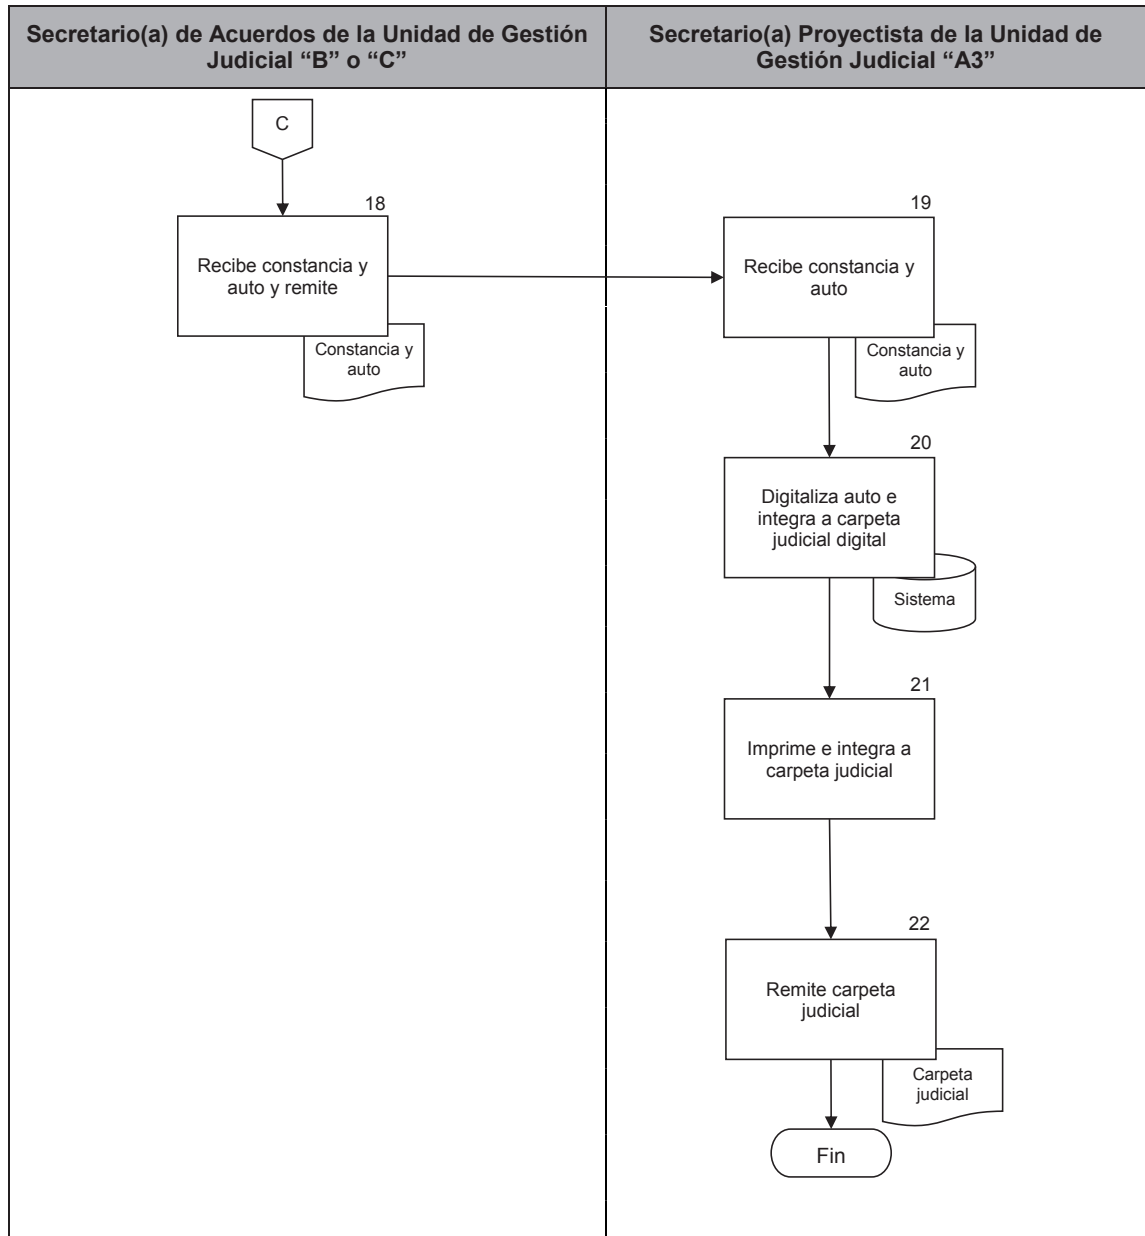 Secretario(a) de Acuerdos de la Unidad de Gestión
Judicial “B” o “C”
Secretario(a) Proyectista de la Unidad de
Gestión Judicial “A3”
C
18
Recibe constancia y
auto y remite
Constancia y
auto
19
Recibe constancia y
auto
Constancia y
auto
20
Digitaliza auto e
integra a carpeta
judicial digital
Sistema
21
Imprime e integra a
carpeta judicial
22
Remite carpeta
judicial
Carpeta
judicial
Fin